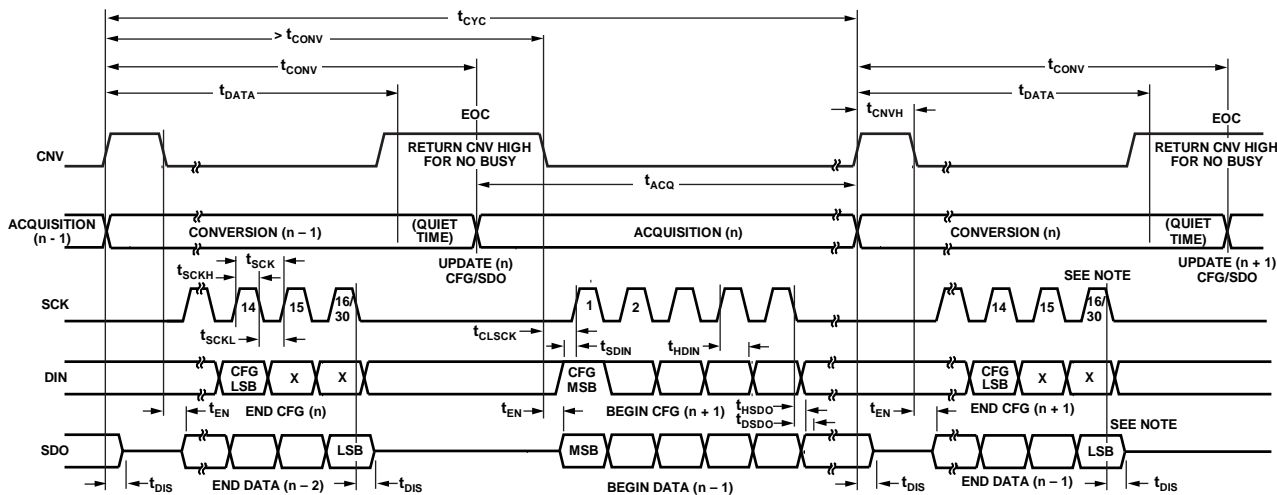 tCYC
> tCONV
tCONV
tCONV
tDATA
tDATA
tCNVH
EOC
EOC
CNV
RETURN CNV HIGH
FOR NO BUSY
RETURN CNV HIGH
FOR NO BUSY
tACQ
ACQUISITION
(n - 1)
CONVERSION (n – 1)
(QUIET
TIME)
ACQUISITION (n)
CONVERSION (n)
(QUIET
TIME)
UPDATE (n)
CFG/SDO
UPDATE (n + 1)
CFG/SDO
tSCK
tSCKH
SEE NOTE
SCK
14
15
16/
30
1
2
14
15
16/
30
tSCKL
tCLSCK
tSDIN
tHDIN
DIN
CFG
LSB
X
X
CFG
MSB
CFG
LSB
X
X
tEN
END CFG (n)
tEN
BEGIN CFG (n + 1)
tHSDO
tDSDO
tEN
END CFG (n + 1)
SEE NOTE
SDO
LSB
MSB
LSB
tDIS
END DATA (n – 2)
tDIS
BEGIN DATA (n – 1)
tDIS
END DATA (n – 1)
tDIS